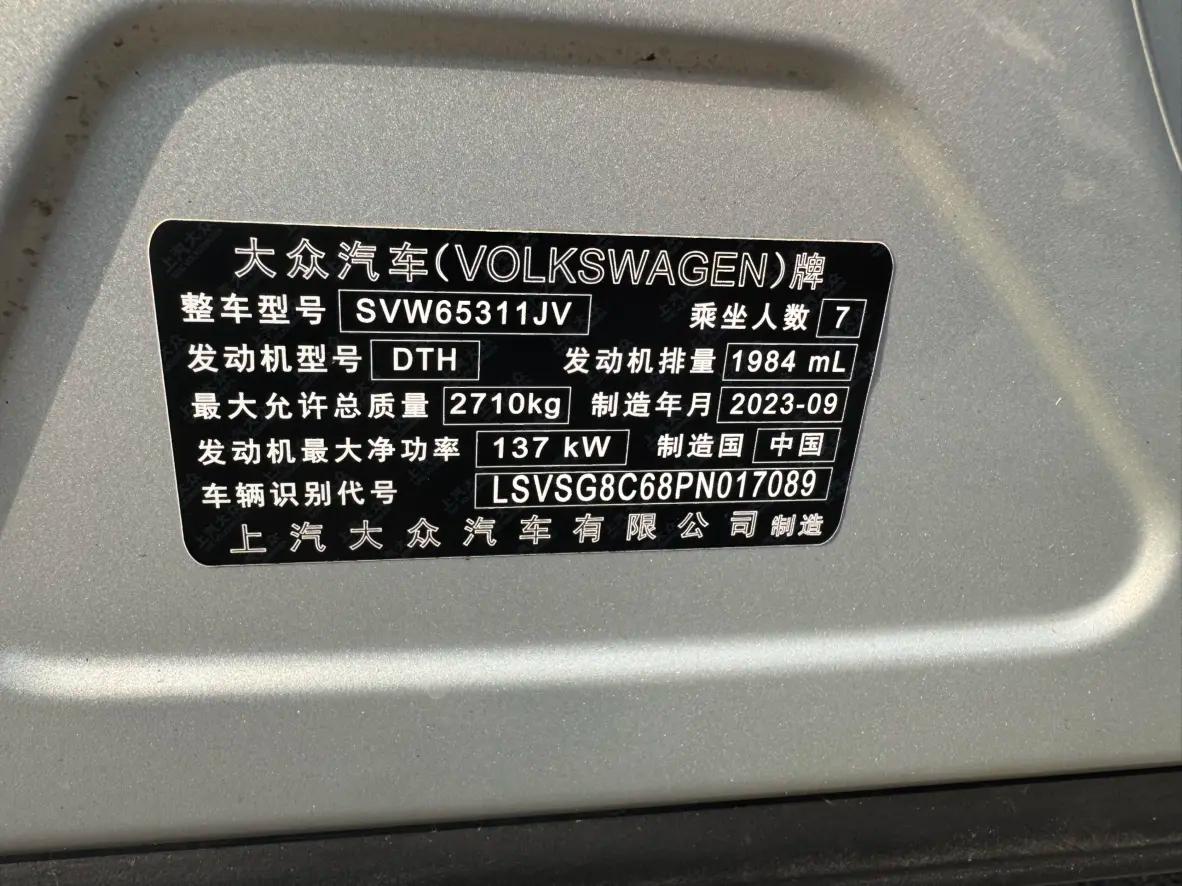 大众汽车(VOLKSWAGEN)牌
整车型号 SVW65311JV 乘坐人数 7
发动机型号 DTH 发动机排量 1984 mL
最大允许总质量 2710kg 制造年月 2023-09
发动机最大净功率 137 kW 制造国 中国
车辆识别代号 LSVSG8C68PN017089
上汽大众汽车有限公司 制造